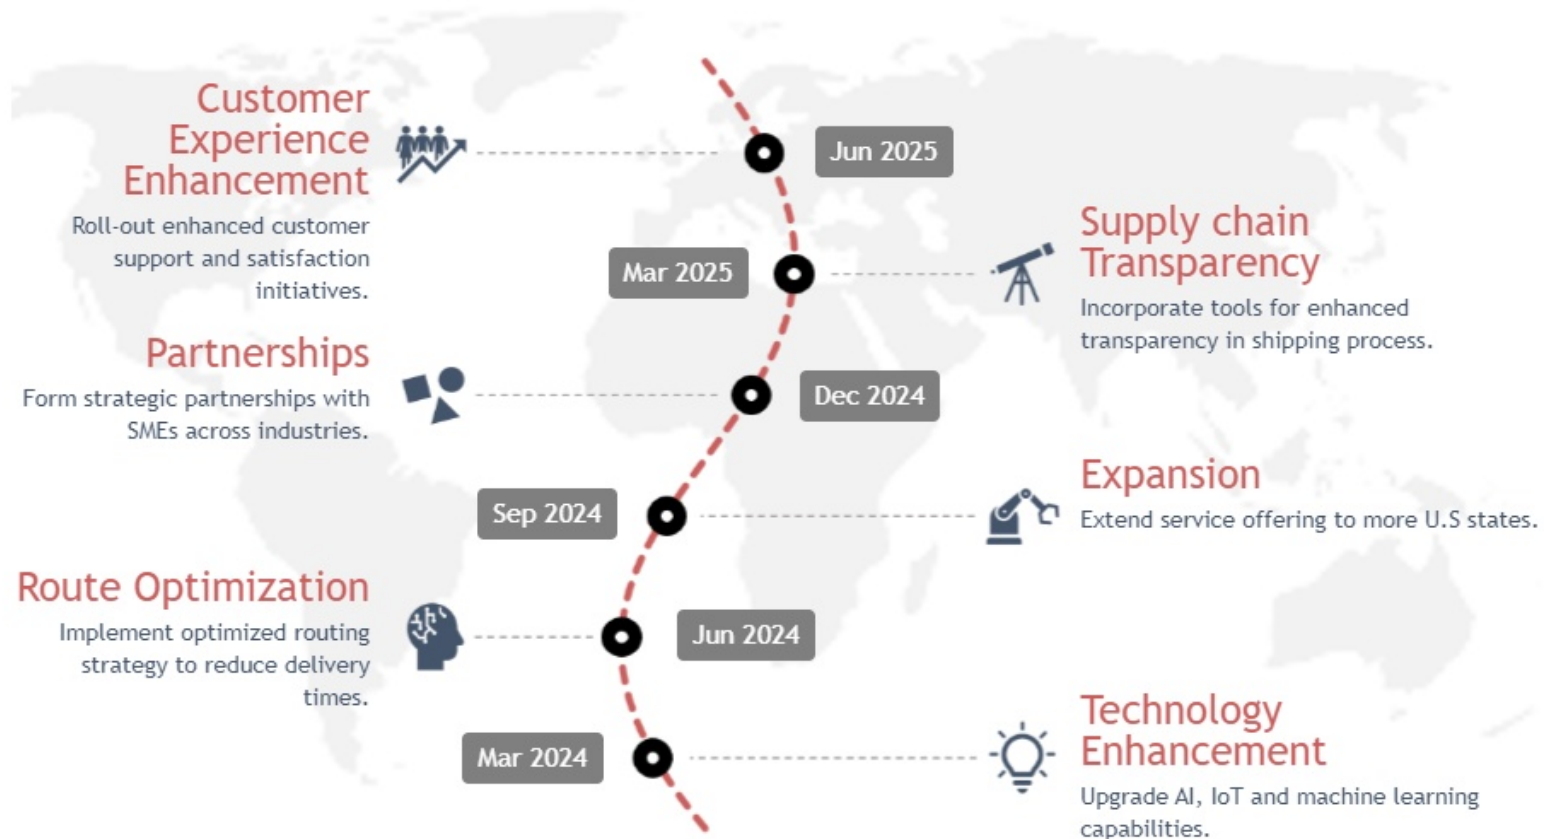 Customer
Experience
Enhancement
Roll-out enhanced customer
support and satisfaction
initiatives.
Jun 2025
Supply chain
Transparency
Incorporate tools for enhanced
transparency in shipping process.
Mar 2025
Partnerships
Form strategic partnerships with
SMEs across industries.
Dec 2024
Expansion
Extend service offering to more U.S states.
Sep 2024
Route Optimization
Implement optimized routing
strategy to reduce delivery
times.
Jun 2024
Technology
Enhancement
Upgrade AI, IoT and machine learning
capabilities.
Mar 2024